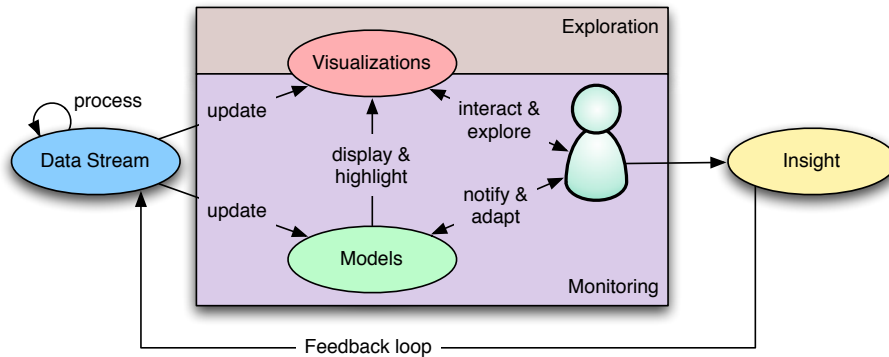 Exploration
Visualizations
process
update
interact &
explore
Data Stream
display &
highlight
Insight
notify &
adapt
update
Models
Monitoring
Feedback loop